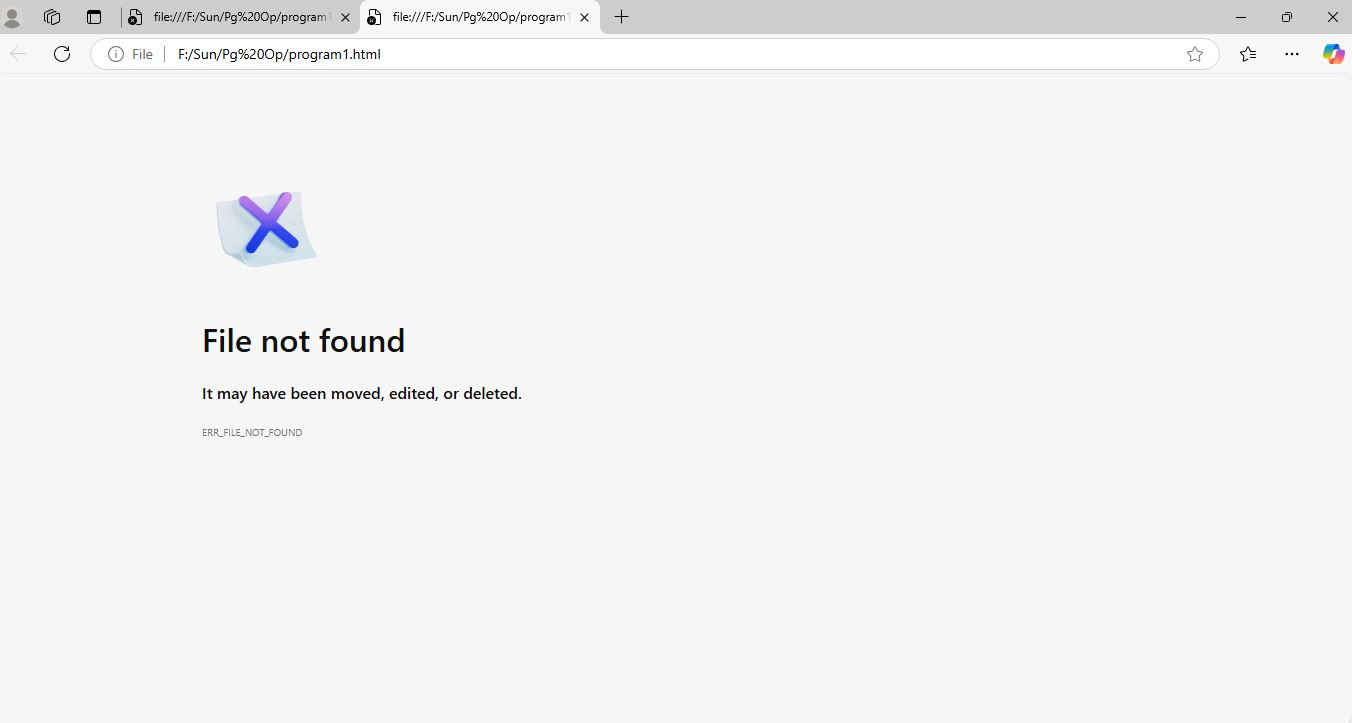 file:///F:/Sun/Pg%20Op/program1
file:///F:/Sun/Pg%20Op/program1
File
F:/Sun/Pg%20Op/program1.html
File not found
It may have been moved, edited, or deleted.
ERR_FILE_NOT_FOUND